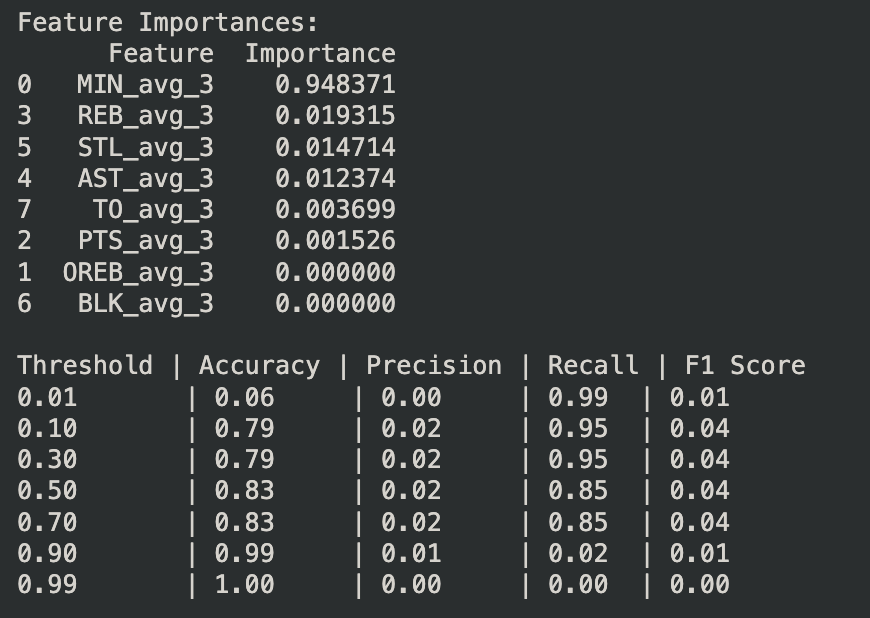 Feature Importances:
Feature Importance
0 MIN_avg_3 0.948371
3 REB_avg_3 0.019315
5 STL_avg_3 0.014714
4 AST_avg_3 0.012374
7 TO_avg_3 0.003699
2 PTS_avg_3 0.001526
1 OREB_avg_3 0.000000
6 BLK_avg_3 0.000000
Threshold | Accuracy | Precision | Recall | F1 Score
0.01 | 0.06 | 0.00 | 0.99 | 0.01
0.10 | 0.79 | 0.02 | 0.95 | 0.04
0.30 | 0.79 | 0.02 | 0.95 | 0.04
0.50 | 0.83 | 0.02 | 0.85 | 0.04
0.70 | 0.83 | 0.02 | 0.85 | 0.04
0.90 | 0.99 | 0.01 | 0.02 | 0.01
0.99 | 1.00 | 0.00 | 0.00 | 0.00